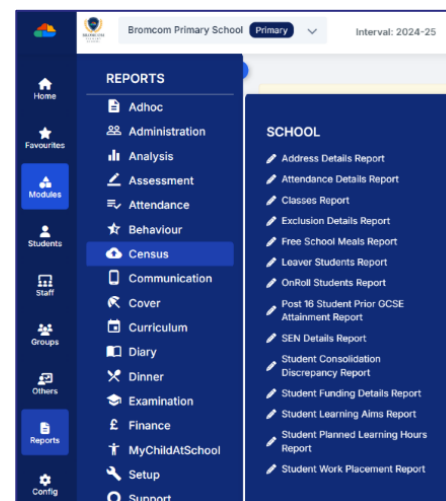 Bromcom Primary School Primary
Interval: 2024-25
Home
Favourites
Modules
Students
Staff
Groups
Others
Reports
Config
REPORTS
Adhoc
Administration
Analysis
Assessment
Attendance
Behaviour
Census
Communication
Cover
Curriculum
Diary
Dinner
Examination
Finance
MyChildAtSchool
Setup
Support
SCHOOL
Address Details Report
Attendance Details Report
Classes Report
Exclusion Details Report
Free School Meals Report
Leaver Students Report
OnRoll Students Report
Post 16 Student Prior GCSE
Attainment Report
SEN Details Report
Student Consolidation
Discrepancy Report
Student Funding Details Report
Student Learning Aims Report
Student Planned Learning Hours
Report
Student Work Placement Report